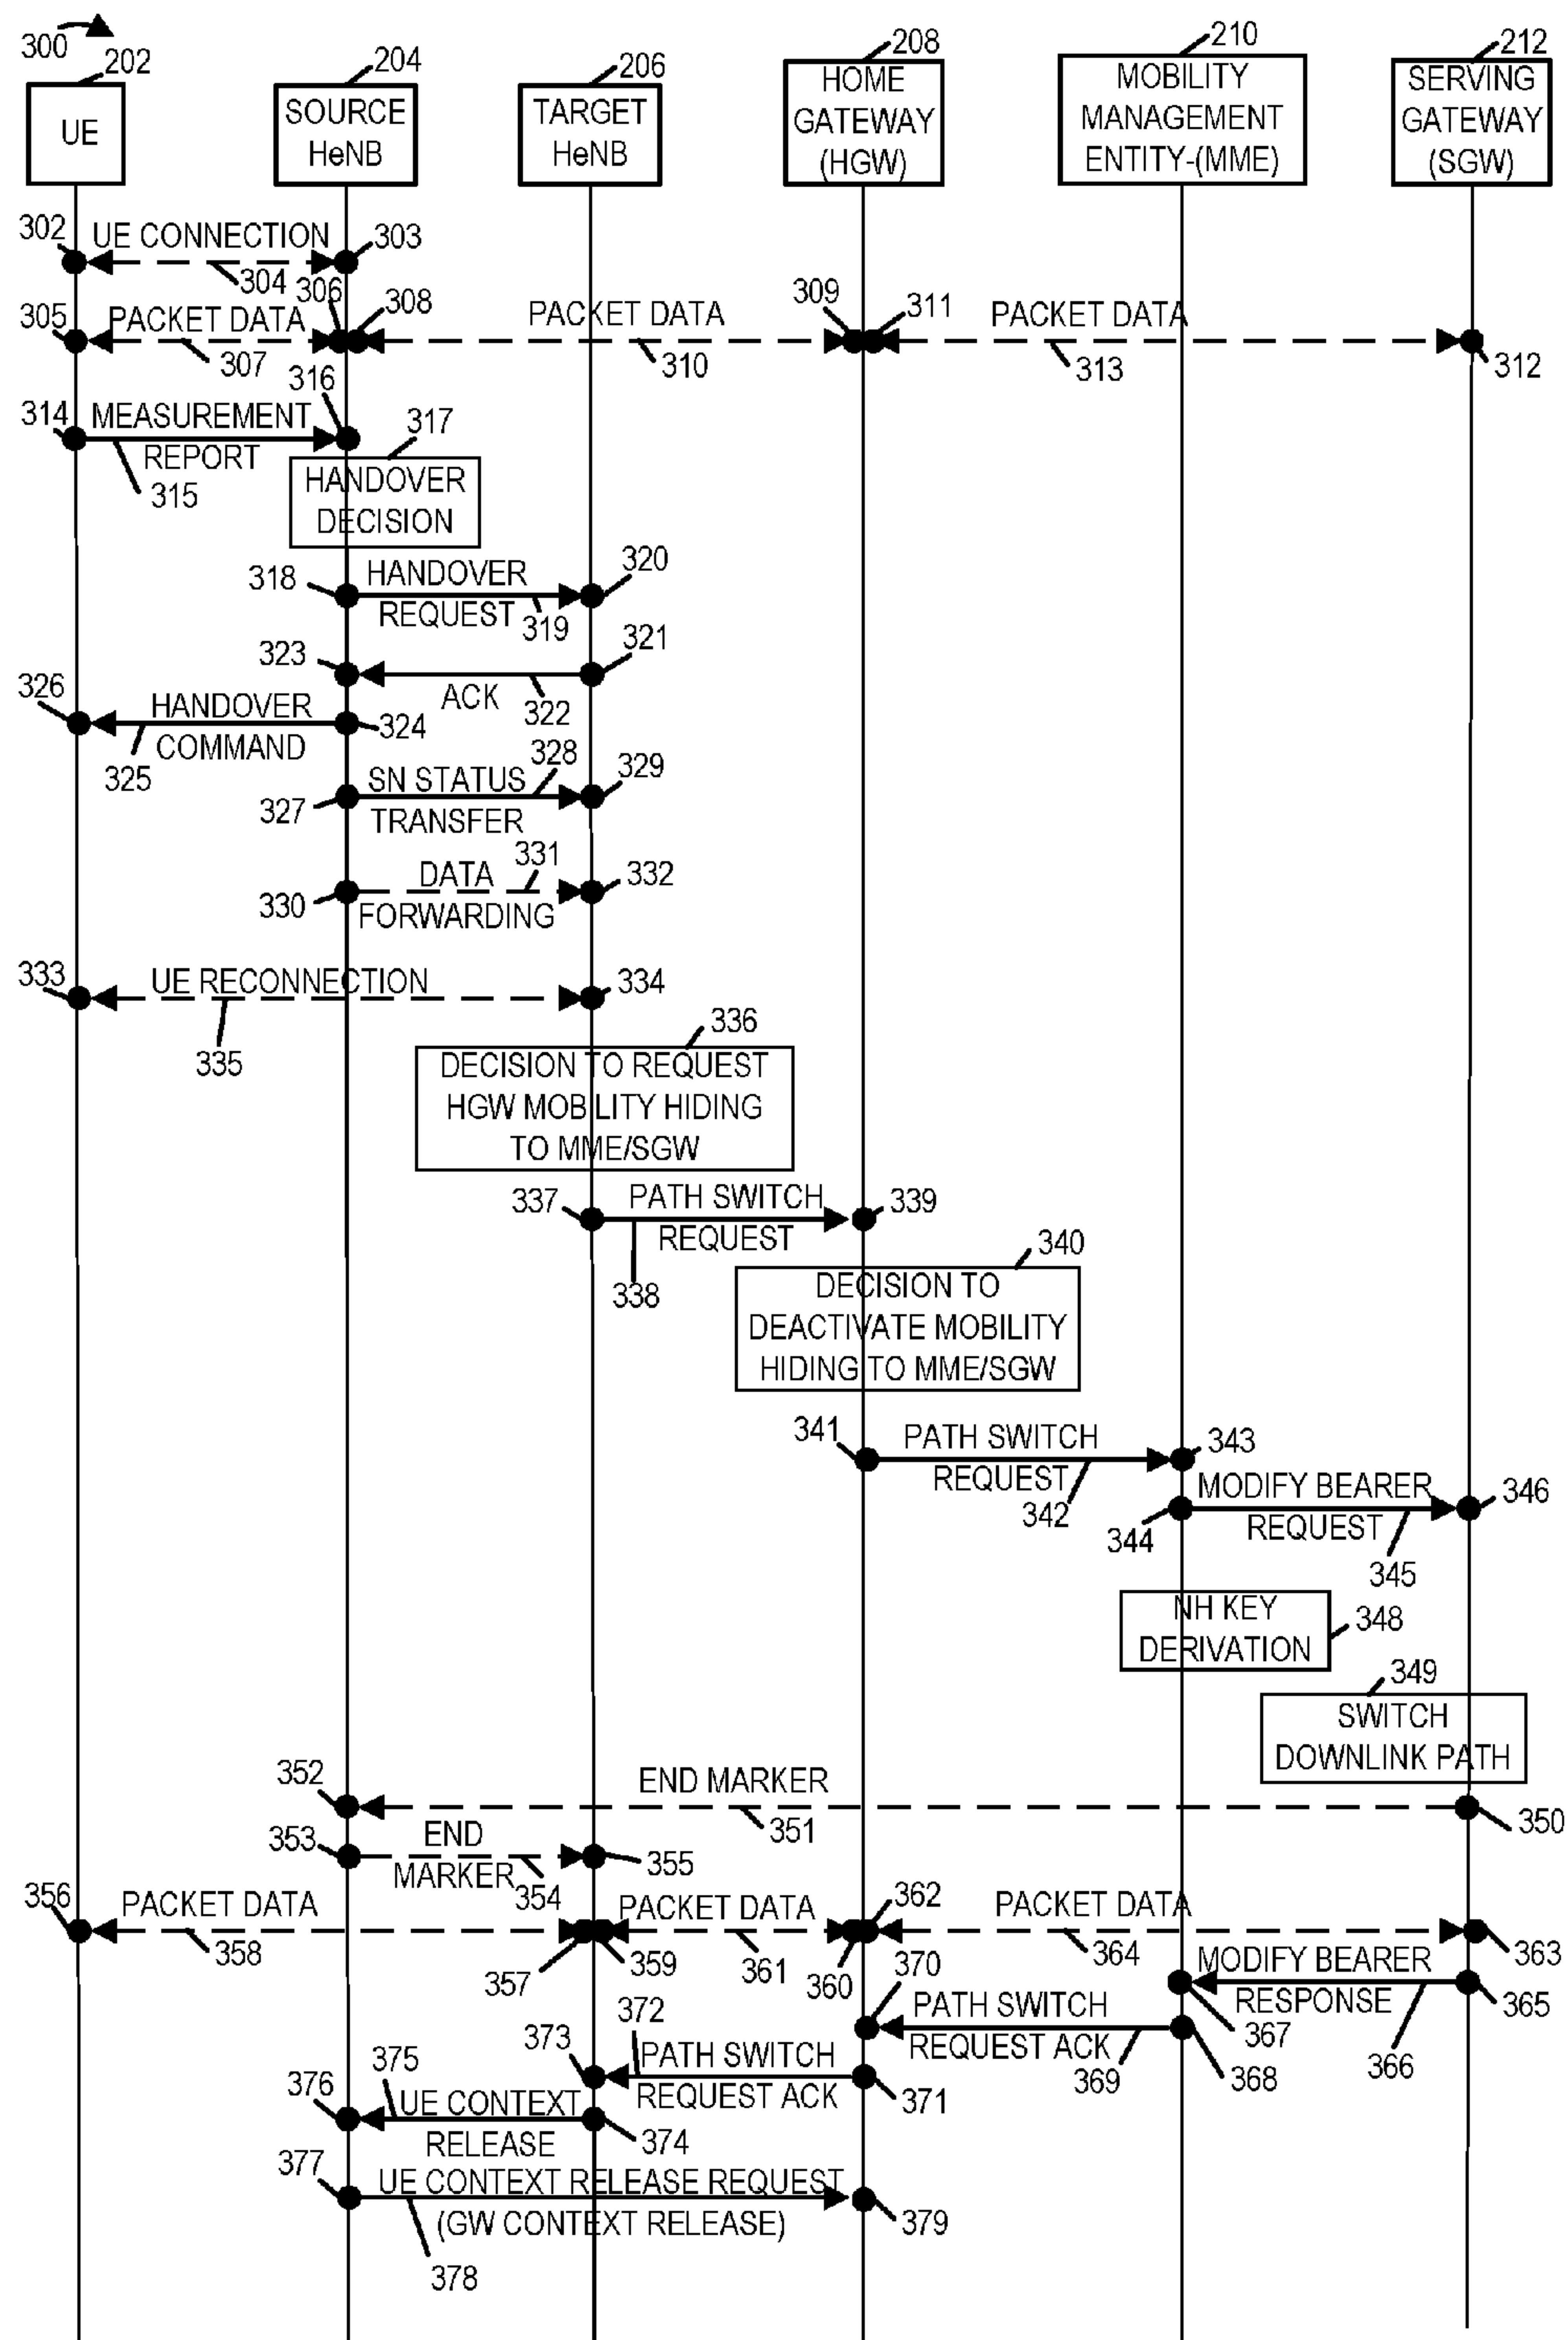 300
202
204
206
208
210
212
UE
SOURCE
HeNB
TARGET
HeNB
HOME
GATEWAY
(HGW)
MOBILITY
MANAGEMENT
ENTITY-(MME)
SERVING
GATEWAY
(SGW)
302
UE CONNECTION
303
304
305
PACKET DATA
306
308
307
PACKET DATA
310
309
311
PACKET DATA
313
312
314
MEASUREMENT
REPORT
315
316
317
HANDOVER
DECISION
318
HANDOVER
REQUEST
319
320
323
ACK
322
321
326
HANDOVER
COMMAND
325
324
327
SN STATUS
TRANSFER
328
329
330
DATA
FORWARDING
331
332
333
UE RECONNECTION
334
335
336
DECISION TO REQUEST
HGW MOBILITY HIDING
TO MME/SGW
337
PATH SWITCH
REQUEST
338
339
340
DECISION TO
DEACTIVATE MOBILITY
HIDING TO MME/SGW
341
PATH SWITCH
REQUEST
342
343
344
MODIFY BEARER
REQUEST
345
346
NH KEY
DERIVATION
348
349
SWITCH
DOWNLINK PATH
352
END MARKER
351
350
353
END
MARKER
354
355
356
PACKET DATA
358
357
359
PACKET DATA
361
360
362
PACKET DATA
364
363
MODIFY BEARER
RESPONSE
365
366
367
370
PATH SWITCH
REQUEST ACK
369
368
373
372
PATH SWITCH
REQUEST ACK
371
376
375
UE CONTEXT
RELEASE
374
377
UE CONTEXT RELEASE REQUEST
(GW CONTEXT RELEASE)
378
379